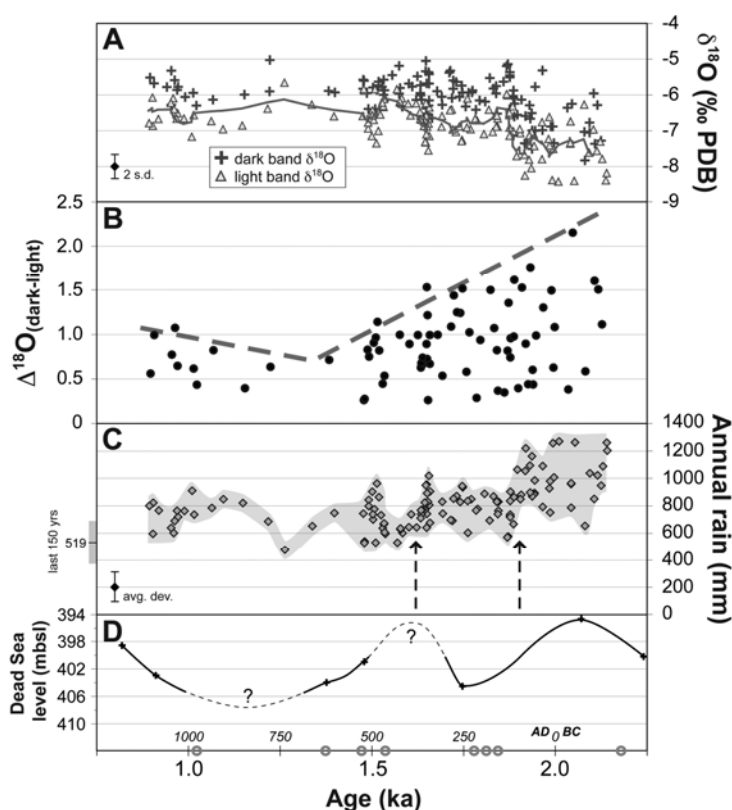 A
-4
-5
-6
-7
-8
-9
δ18O (‰ PDB)
2 s.d.
dark band δ18O
light band δ18O
B
2.5
2.0
1.5
1.0
0.5
0
Δ18O(dark-light)
C
1400
1200
1000
800
600
400
200
0
Annual rain (mm)
last 150 yrs
519
avg. dev.
D
394
398
402
406
410
Dead Sea
level (mbsl)
?
?
1000 750 500 250 AD 0 BC
1.0 1.5 2.0
Age (ka)